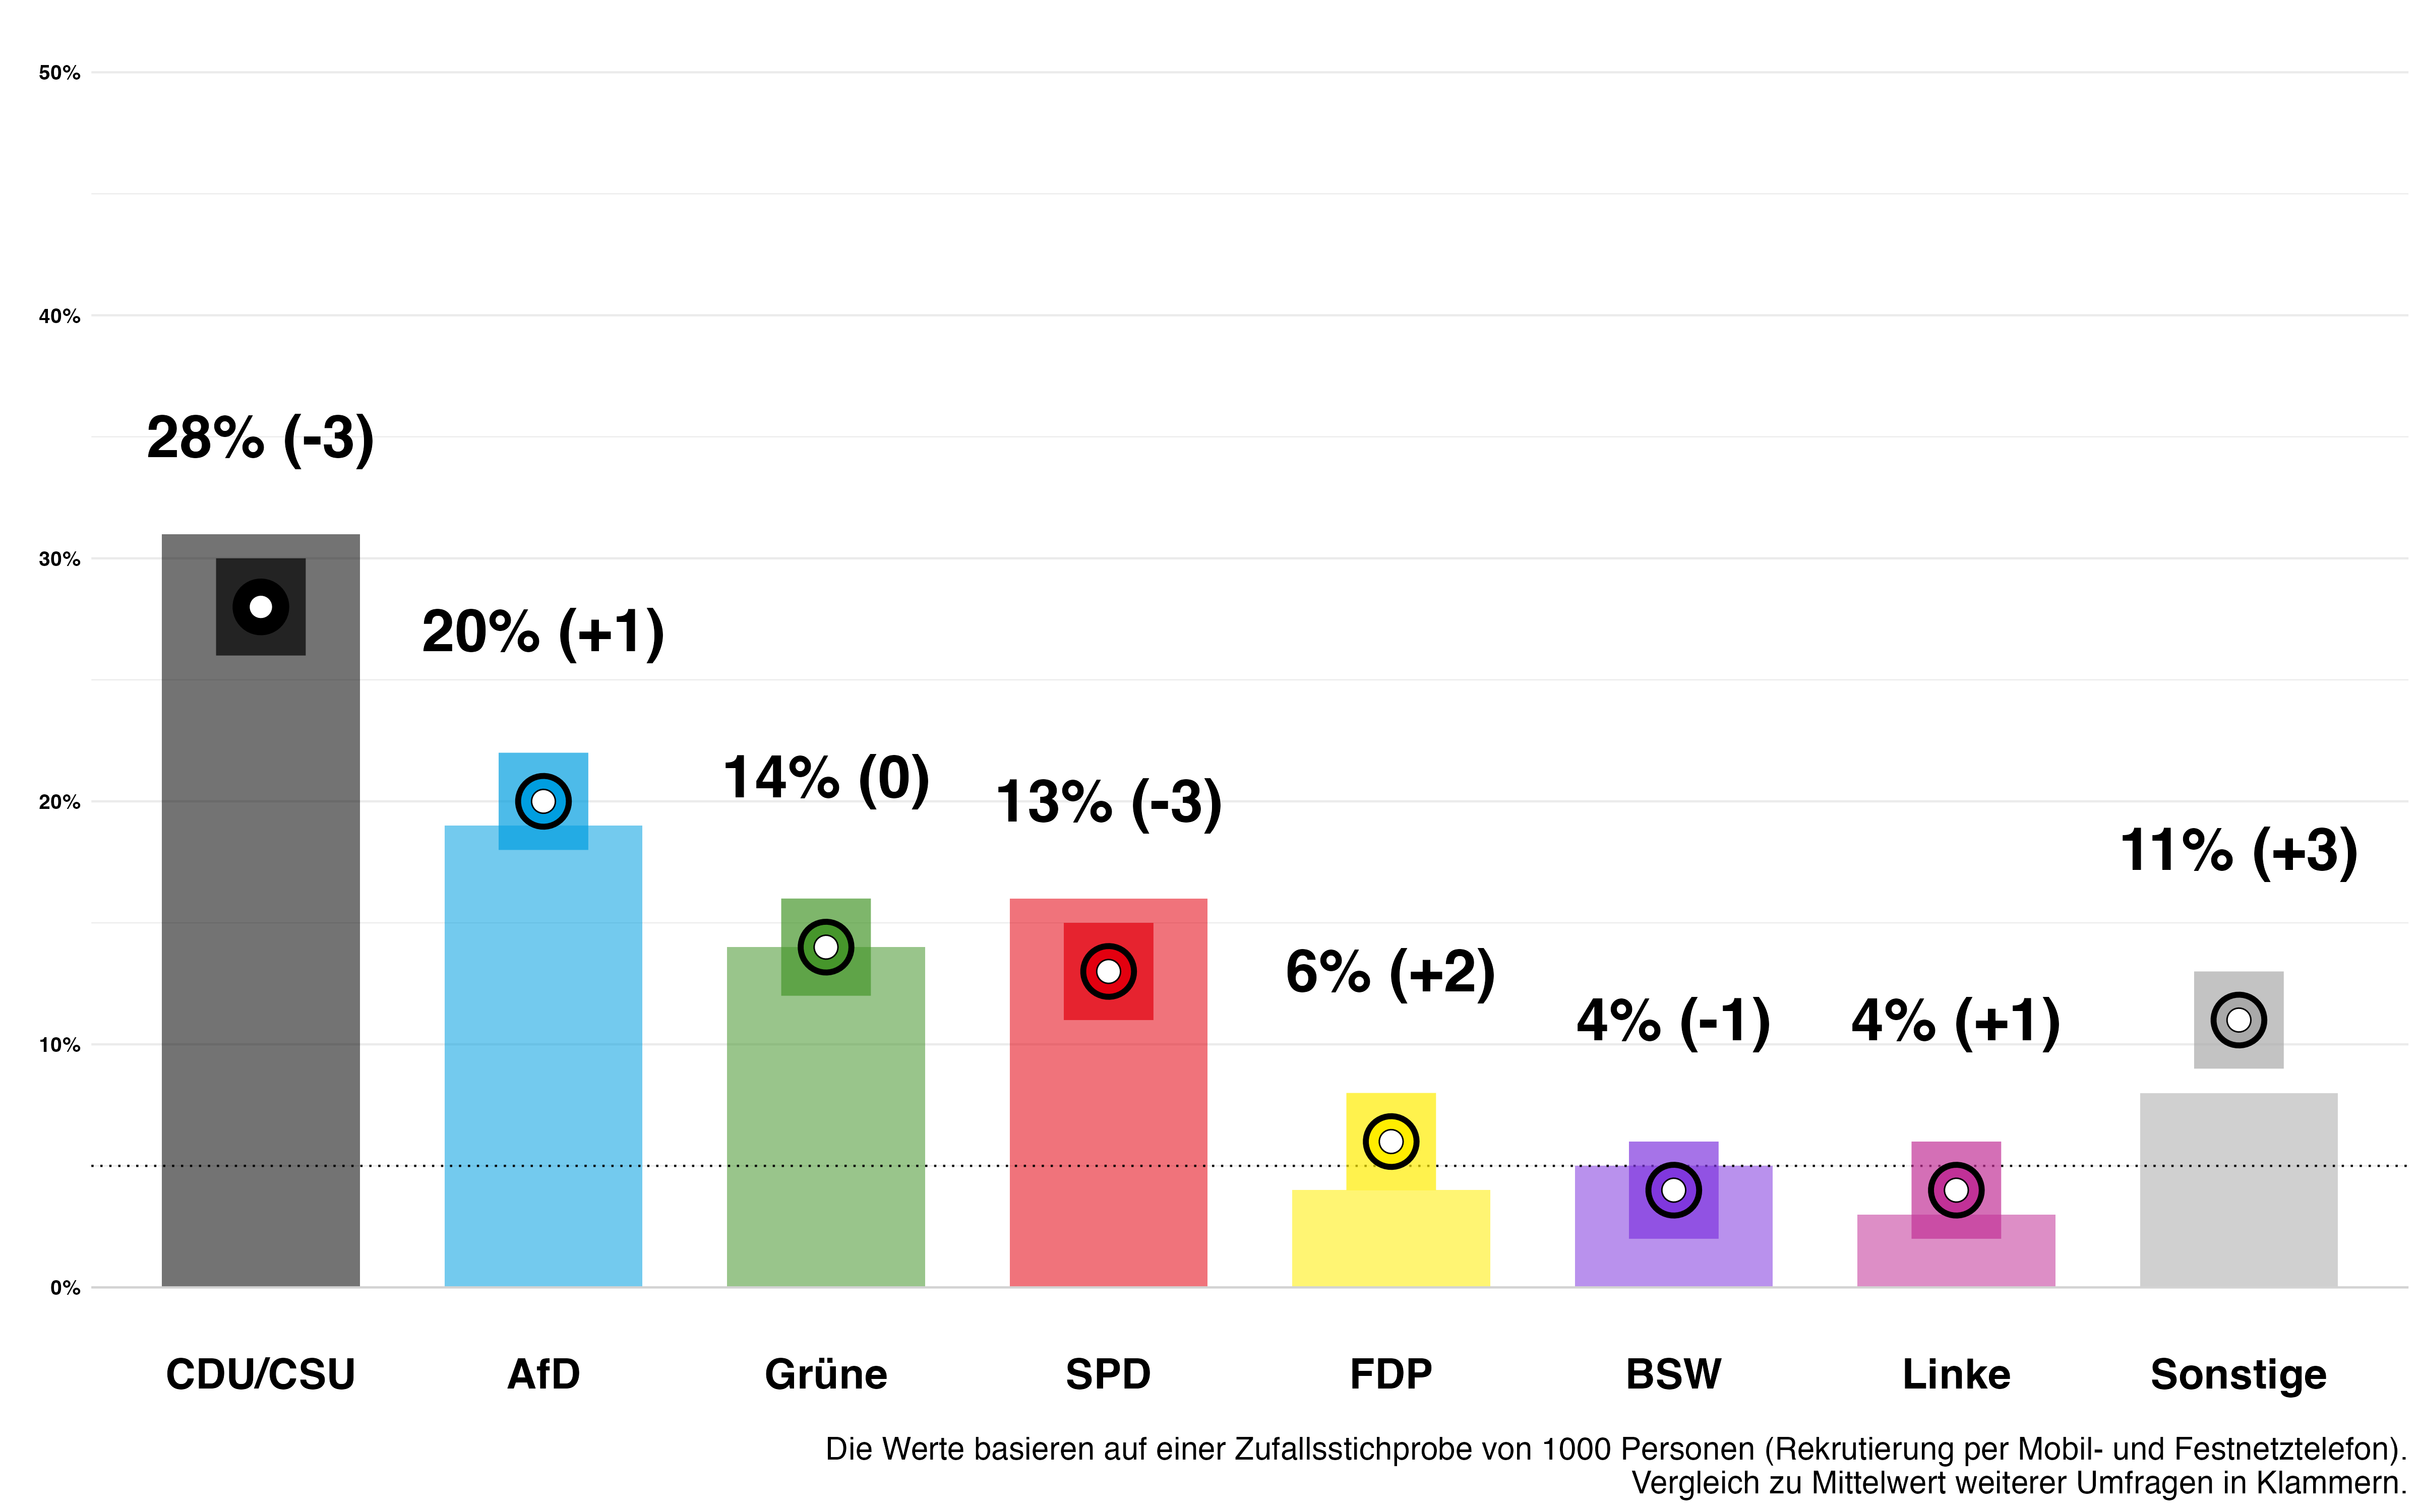 50%
40%
30%
20%
10%
0%
28% (-3)
20% (+1)
14% (0)
13% (-3)
6% (+2)
4% (-1)
4% (+1)
11% (+3)
CDU/CSU
AfD
Grüne
SPD
FDP
BSW
Linke
Sonstige
Die Werte basieren auf einer Zufallsstichprobe von 1000 Personen (Rekrutierung per Mobil- und Festnetztelefon).
Vergleich zu Mittelwert weiterer Umfragen in Klammern.